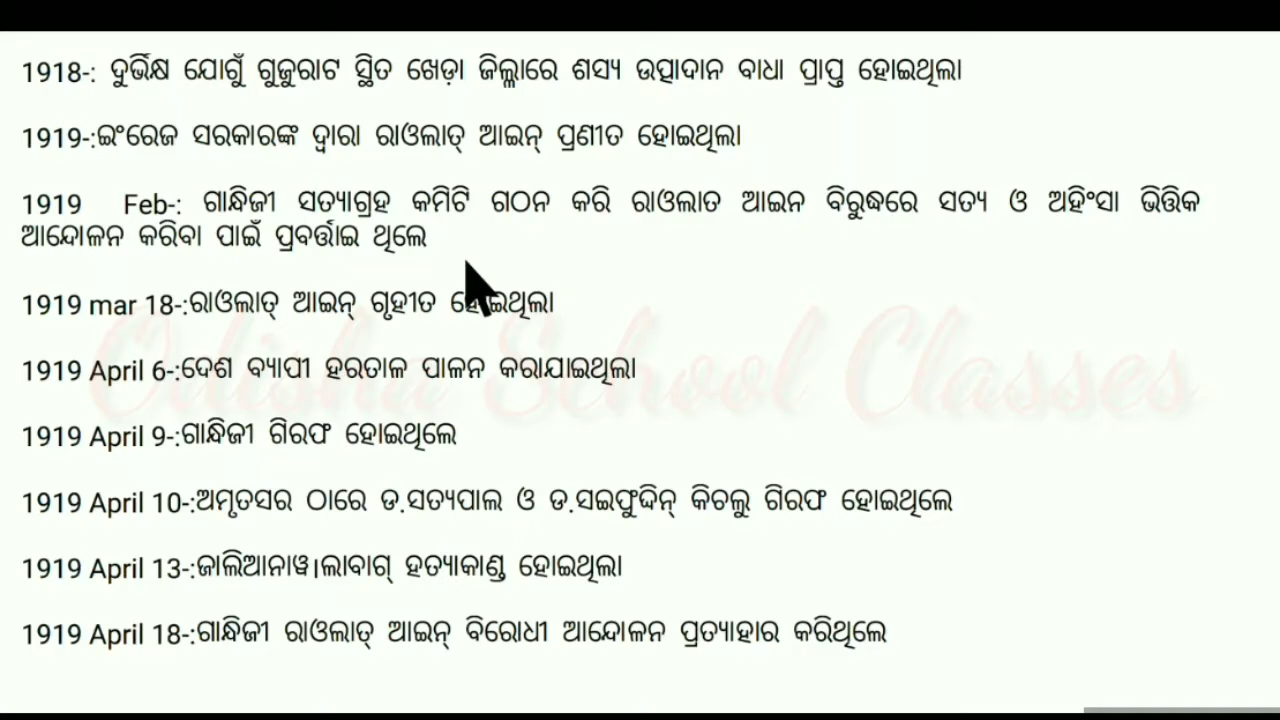 1918-: ଦୁର୍ଭିକ୍ଷ ଯୋଗୁଁ ଗୁଜୁରାଟ ସ୍ଥିତ ଖେଡ଼ା ଜିଲ୍ଲାରେ ଶସ୍ୟ ଉତ୍ପାଦାନ ବାଧା ପ୍ରାପ୍ତ ହୋଇଥିଲା
1919-:ଇଂରେଜ ସରକାରଙ୍କ ଦ୍ୱାରା ରାଓଲାତ୍ ଆଇନ୍ ପ୍ରଣୀତ ହୋଇଥିଲା
1919 Feb-: ଗାନ୍ଧିଜୀ ସତ୍ୟାଗ୍ରହ କମିଟି ଗଠନ କରି ରାଓଲାତ ଆଇନ ବିରୁଦ୍ଧରେ ସତ୍ୟ ଓ ଅହିଂସା ଭିତ୍ତିକ
ଆନ୍ଦୋଳନ କରିବା ପାଇଁ ପ୍ରବର୍ତ୍ତାଇ ଥିଲେ
1919 mar 18-:ରାଓଲାତ୍ ଆଇନ୍ ଗୃହୀତ ହୋଇଥିଲା
1919 April 6-:ଦେଶ ବ୍ୟାପୀ ହରତାଳ ପାଳନ କରାଯାଇଥିଲା
1919 April 9-:ଗାନ୍ଧିଜୀ ଗିରଫ ହୋଇଥିଲେ
1919 April 10-:ଅମୃତସର ଠାରେ ଡ.ସତ୍ୟପାଲ ଓ ଡ.ସଇଫୁଦ୍ଦିନ୍ କିଚଲୁ ଗିରଫ ହୋଇଥିଲେ
1919 April 13-:ଜାଲିଆନାୱ।ଲାବାଗ୍ ହତ୍ୟାକାଣ୍ଡ ହୋଇଥିଲା
1919 April 18-:ଗାନ୍ଧିଜୀ ରାଓଲାତ୍ ଆଇନ୍ ବିରୋଧୀ ଆନ୍ଦୋଳନ ପ୍ରତ୍ୟାହାର କରିଥିଲେ
Odisha School Classes